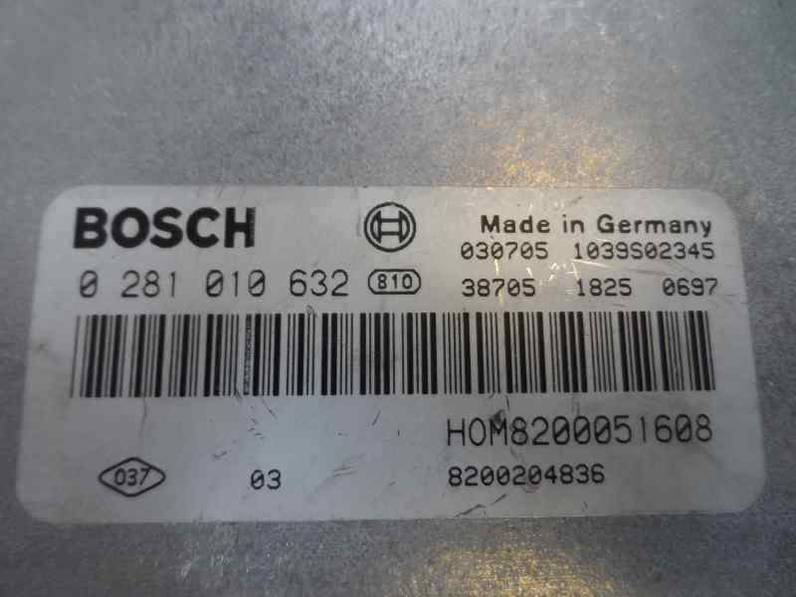 BOSCH
Made in Germany
030705 1039S02345
0 281 010 632 810
38705 1825 0697
HOM8200051608
037 03
8200204836